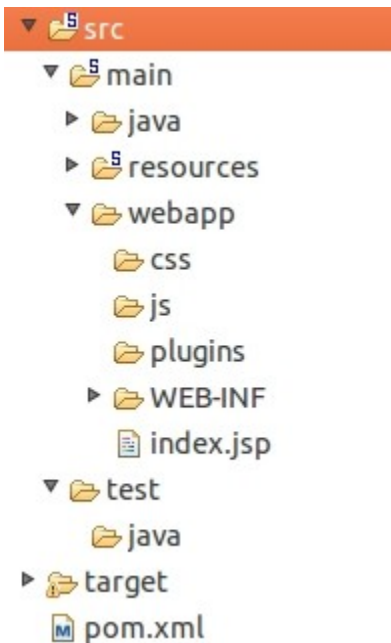 src
main
java
resources
webapp
css
js
plugins
WEB-INF
index.jsp
test
java
target
pom.xml